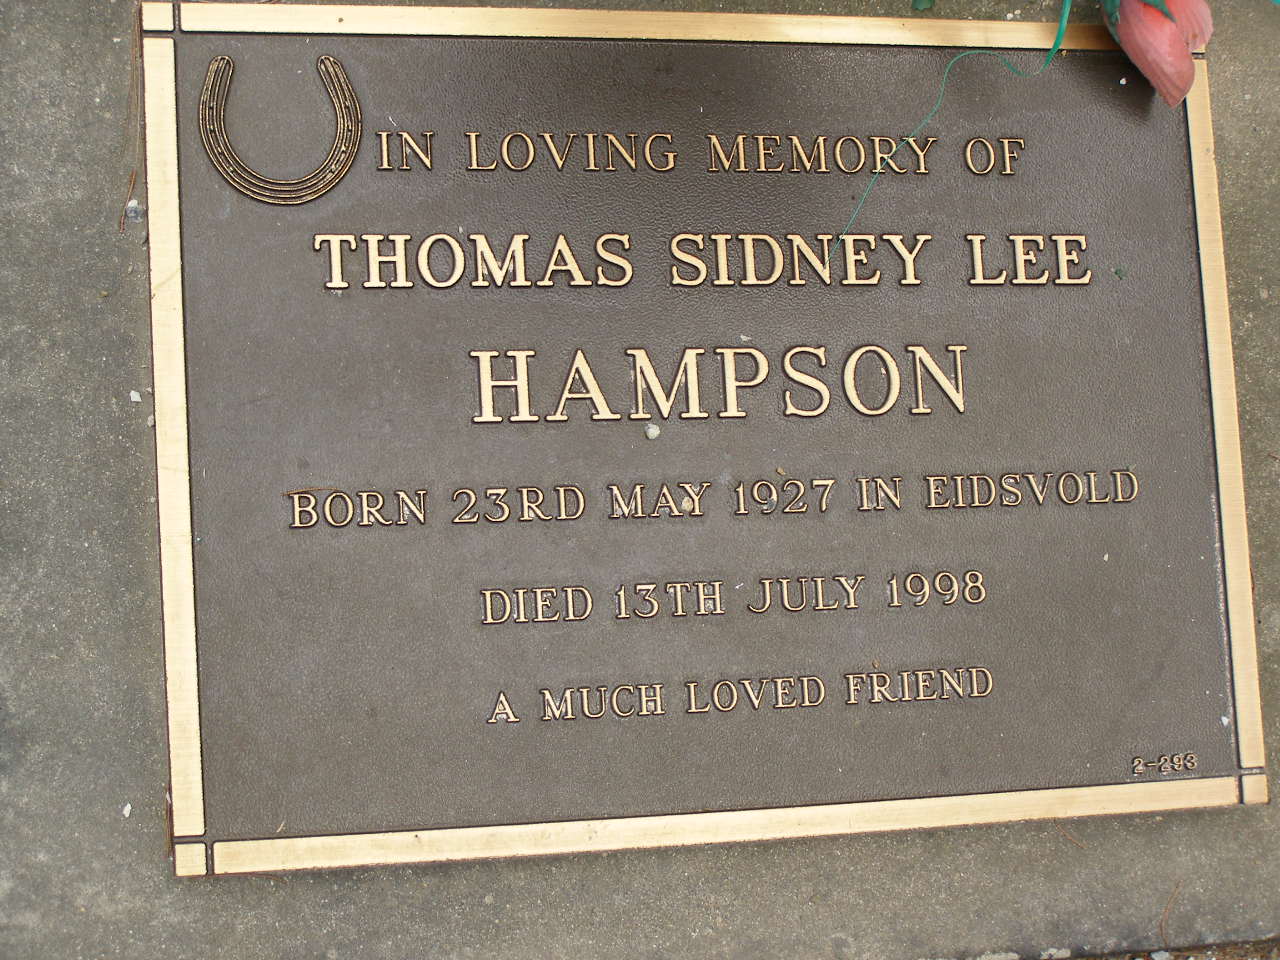 IN LOVING MEMORY OF
THOMAS SIDNEY LEE
HAMPSON
BORN 23RD MAY 1927 IN EIDSVOLD
DIED 13TH JULY 1998
A MUCH LOVED FRIEND
2-293